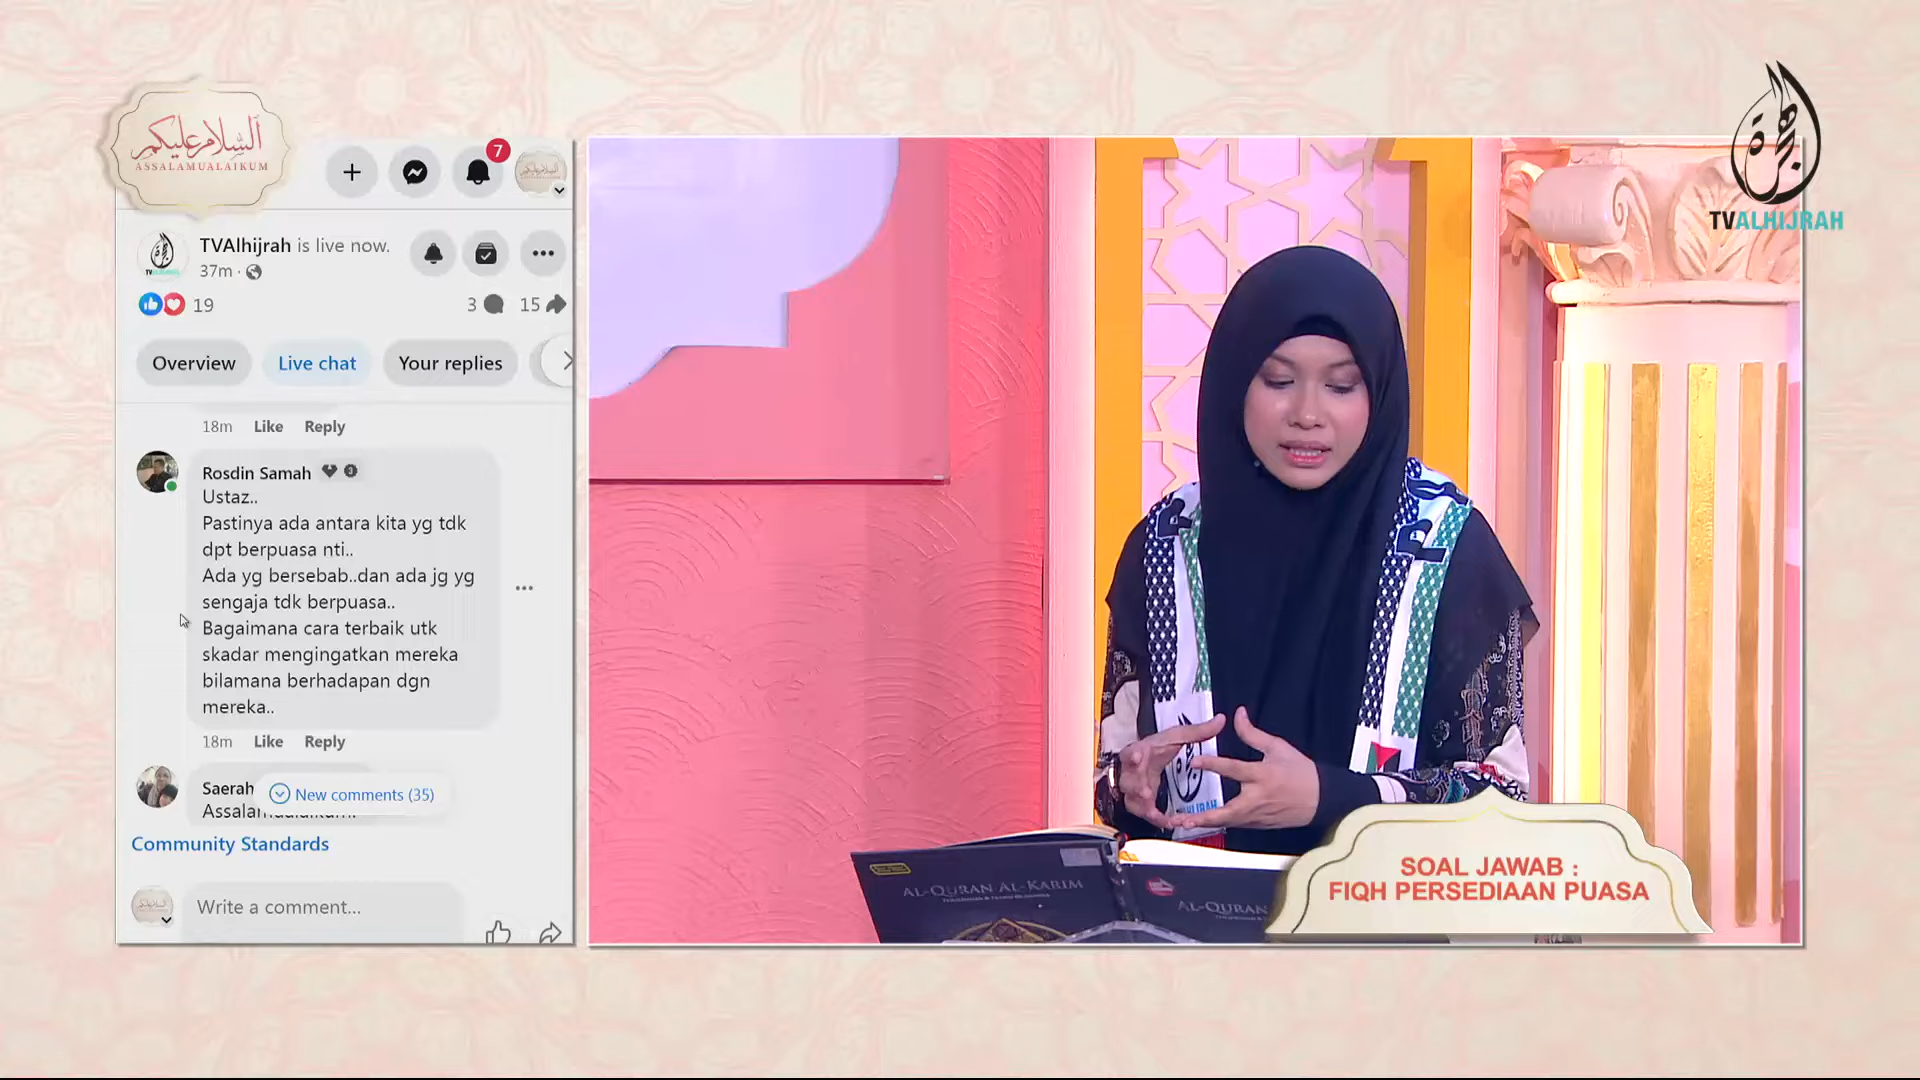 السلام عليكم
ASSALAMUALAIKUM
7
TVAlhijrah is live now.
37m
19
3
15
Overview
Live chat
Your replies
18m Like Reply
Rosdin Samah
Ustaz..
Pastinya ada antara kita yg tdk
dpt berpuasa nti..
Ada yg bersebab..dan ada jg yg
sengaja tdk berpuasa..
Bagaimana cara terbaik utk
skadar mengingatkan mereka
bilamana berhadapan dgn
mereka..
18m Like Reply
Saerah
New comments (35)
Community Standards
Write a comment...
TVALHIJRAH
AL-QURAN AL-KARIM
AL-QURAN
SOAL JAWAB :
FIQH PERSEDIAAN PUASA